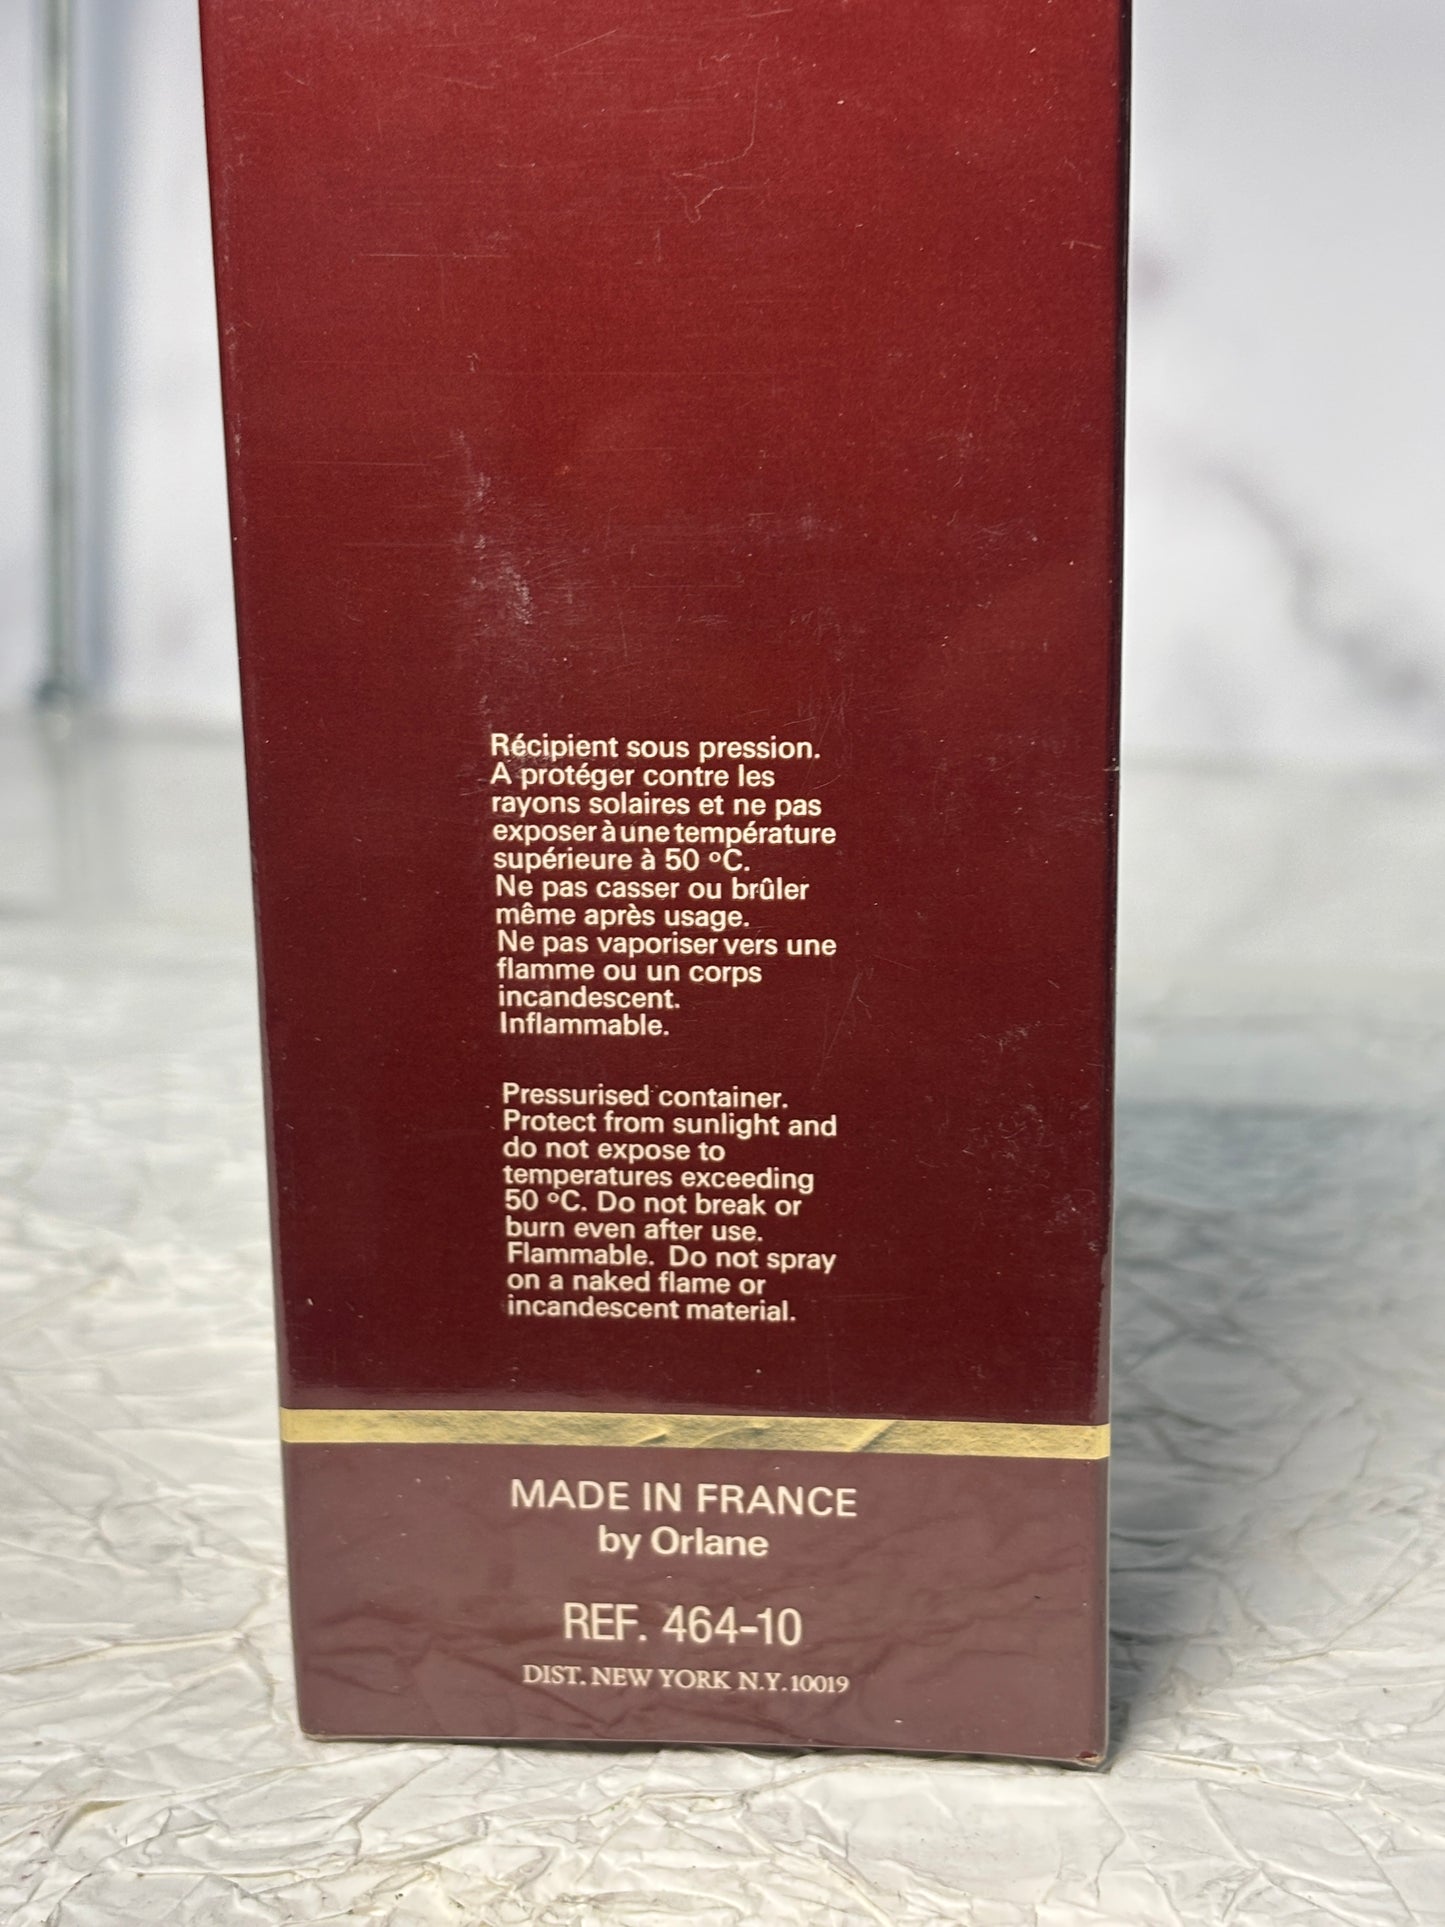 Récipient sous pression.
A protéger contre les
rayons solaires et ne pas
exposer à une température
supérieure à 50 °C.
Ne pas casser ou brûler
même après usage.
Ne pas vaporiser vers une
flamme ou un corps
incandescent.
Inflammable.
Pressurised container.
Protect from sunlight and
do not expose to
temperatures exceeding
50 °C. Do not break or
burn even after use.
Flammable. Do not spray
on a naked flame or
incandescent material.
MADE IN FRANCE
by Orlane
REF. 464-10
DIST. NEW YORK N.Y. 10019